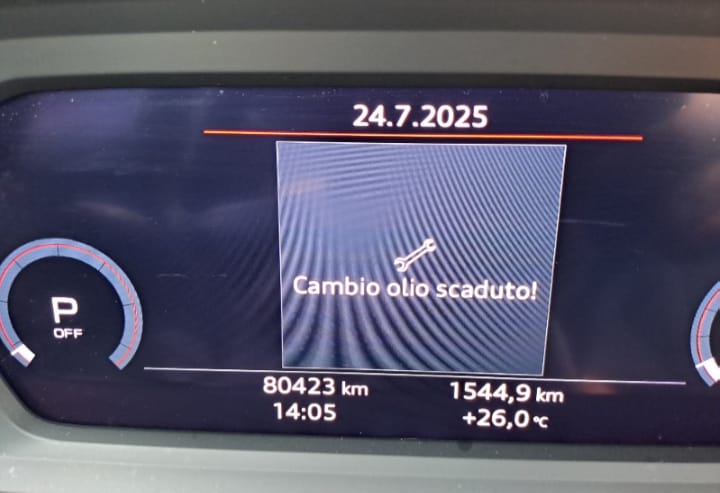 24.7.2025
Cambio olio scaduto!
P
OFF
80423 km
1544,9 km
14:05
+26,0 °C